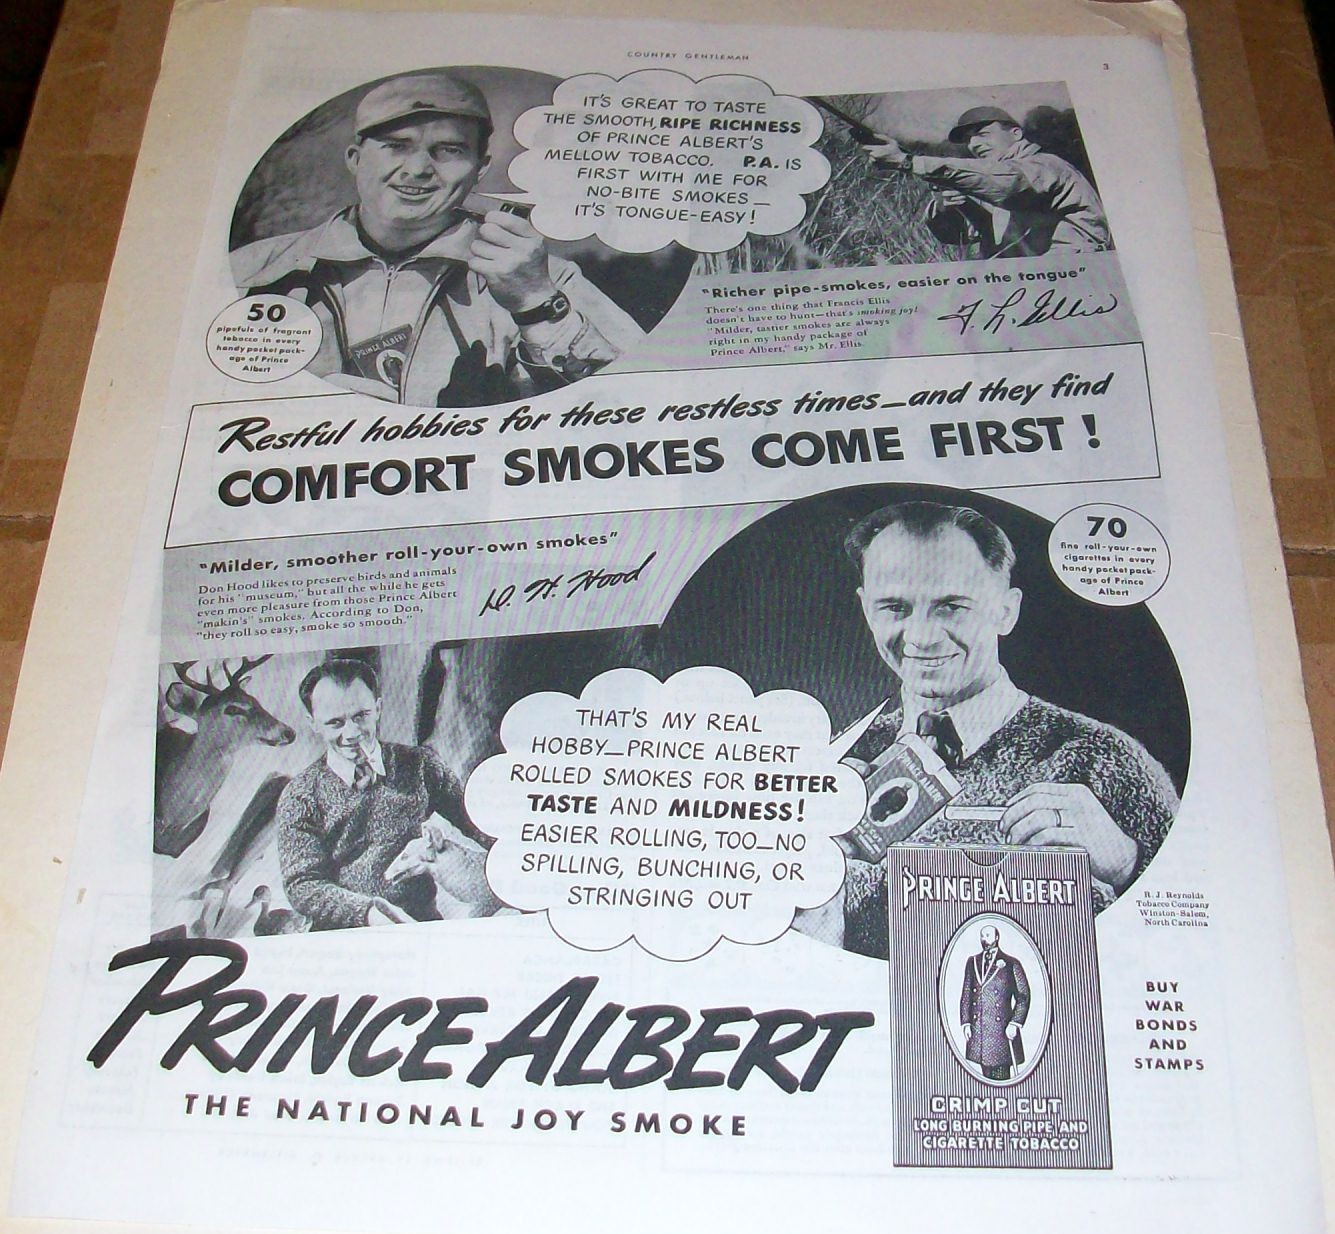 COUNTRY GENTLEMAN
3
IT'S GREAT TO TASTE
THE SMOOTH, RIPE RICHNESS
OF PRINCE ALBERT'S
MELLOW TOBACCO. P.A. IS
FIRST WITH ME FOR
NO-BITE SMOKES—
IT'S TONGUE-EASY!
50
pipefuls of fragrant
tobacco in every
handy pocket pack-
age of Prince
Albert
PRINCE ALBERT
"Richer pipe-smokes, easier on the tongue"
There's one thing that Francis Ellis
doesn't have to hunt—that's smoking joy!
"Milder, tastier smokes are always
right in my handy package of
Prince Albert," says Mr. Ellis.
F. L. Ellis
Restful hobbies for these restless times—and they find
COMFORT SMOKES COME FIRST!
"Milder, smoother roll-your-own smokes"
Don Hood likes to preserve birds and animals
for his "museum," but all the while he gets
even more pleasure from those Prince Albert
"makin's" smokes. According to Don,
"they roll so easy, smoke so smooth."
D. H. Hood
70
fine roll-your-own
cigarettes in every
handy pocket pack-
age of Prince
Albert
THAT'S MY REAL
HOBBY—PRINCE ALBERT
ROLLED SMOKES FOR BETTER
TASTE AND MILDNESS!
EASIER ROLLING, TOO—NO
SPILLING, BUNCHING, OR
STRINGING OUT
R. J. Reynolds
Tobacco Company
Winston-Salem,
North Carolina
PRINCE ALBERT
CRIMP CUT
LONG BURNING PIPE AND
CIGARETTE TOBACCO
BUY
WAR
BONDS
AND
STAMPS
PRINCE ALBERT
THE NATIONAL JOY SMOKE